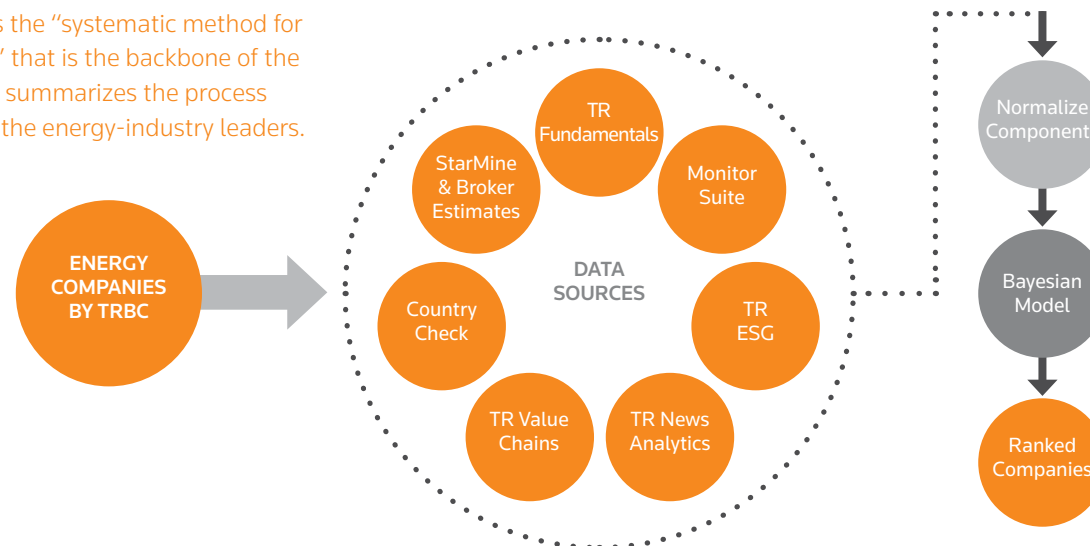 s the “systematic method for
” that is the backbone of the
summarizes the process
the energy-industry leaders.
ENERGY
COMPANIES
BY TRBC
DATA
SOURCES
TR
Fundamentals
Monitor
Suite
TR
ESG
TR News
Analytics
TR Value
Chains
Country
Check
StarMine
& Broker
Estimates
Normalize
Component
Bayesian
Model
Ranked
Companies